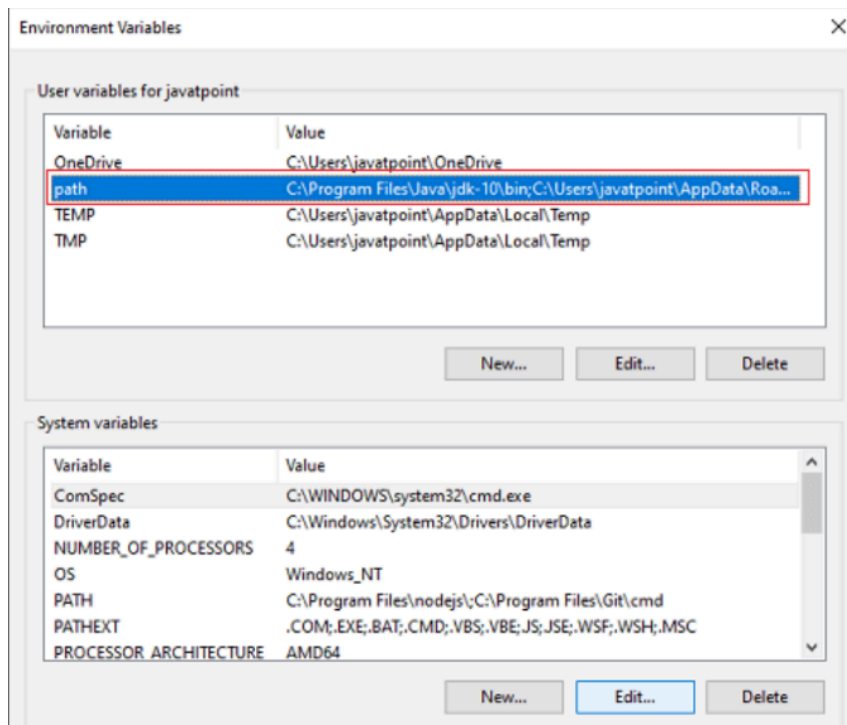 Environment Variables
User variables for javatpoint
Variable Value
OneDrive C:\Users\javatpoint\OneDrive
path C:\Program Files\Java\jdk-10\bin;C:\Users\javatpoint\AppData\Roa...
TEMP C:\Users\javatpoint\AppData\Local\Temp
TMP C:\Users\javatpoint\AppData\Local\Temp
New... Edit... Delete
System variables
Variable Value
ComSpec C:\WINDOWS\system32\cmd.exe
DriverData C:\Windows\System32\Drivers\DriverData
NUMBER_OF_PROCESSORS 4
OS Windows_NT
PATH C:\Program Files\nodejs\;C:\Program Files\Git\cmd
PATHEXT .COM;.EXE;.BAT;.CMD;.VBS;.VBE;.JS;.JSE;.WSF;.WSH;.MSC
PROCESSOR_ARCHITECTURE AMD64
New... Edit... Delete